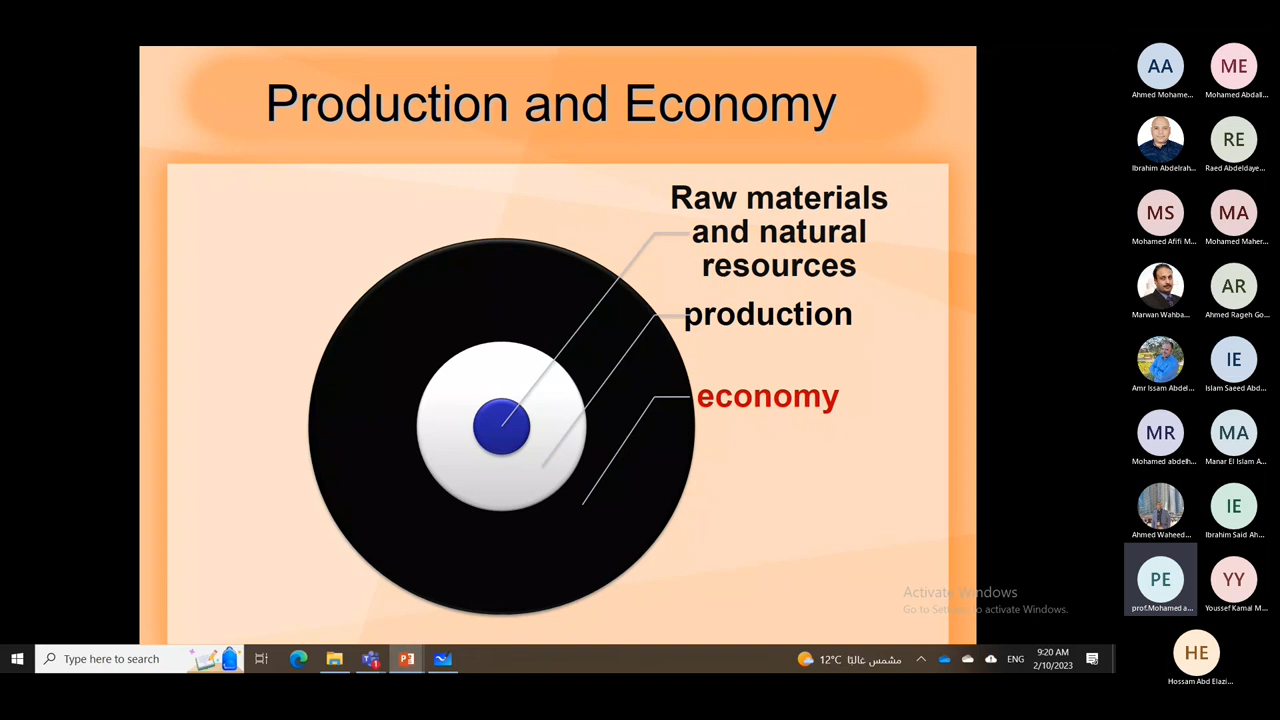 Production and Economy
Raw materials
and natural
resources
production
economy
Activate Windows
Go to Settings to activate Windows.
Type here to search
12°C مشمس غالبًا
ENG
9:20 AM
2/10/2023
AA
Ahmed Mohame...
ME
Mohamed Abdall...
Ibrahim Abdelrah...
RE
Raed Abdeldaye...
MS
Mohamed Afifi M...
MA
Mohamed Maher...
Marwan Wahba...
AR
Ahmed Rageh Go...
Amr Issam Abdel...
IE
Islam Saeed Abd...
MR
Mohamed abdelh...
MA
Manar El Islam A...
Ahmed Waheed...
IE
Ibrahim Said Ah...
PE
prof.Mohamed a...
YY
Youssef Kamal M...
HE
Hossam Abd Elazi...